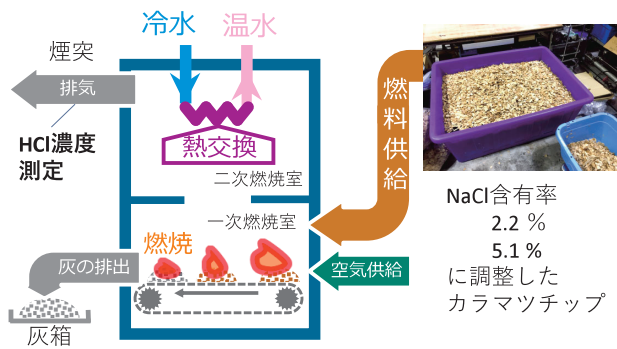 冷水
温水
煙突
排気
HCl濃度
測定
熱交換
二次燃焼室
一次燃焼室
燃焼
灰の排出
灰箱
燃料供給
空気供給
NaCl含有率
2.2 %
5.1 %
に調整した
カラマツチップ